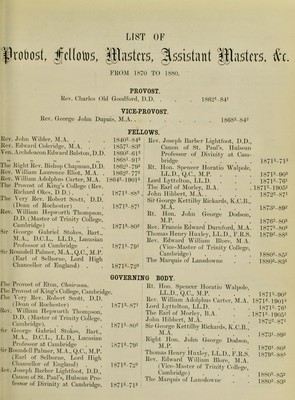 LIST OF
Provost, Fellows, Masters, Assistant Masters, &c.
FROM 1870 TO 1880.
PROVOST.
Rev. Charles Old Goodford, D.D. . . . 1862²-84¹
VICE-PROVOST.
Rev. George John Dupuis, M.A. . . . 1868³-84²
FELLOWS.
Rev. John Wilder, M.A.
Rev. Edward Coleridge, M.A. 1857³-83²
Ven. Archdeacon Edward Balston, D.D. 1860²-61¹
1868²-91³
The Right Rev. Bishop Chapman, D.D.
Rev. William Laurence Eliot, M.A.
Rev. William Adolphus Carter, M.A.
The Provost of King's College (Rev.
Richard Okes, D.D.)
The Very Rev. Robert Scott, D.D.
(Dean of Rochester)
Rev. William Hepworth Thompson,
D.D. (Master of Trinity College,
Cambridge)
Sir George Gabriel Stokes, Bart.,
M.A., D.C.L., LL.D., Lucasian
Professor at Cambridge
Sir Roundell Palmer, M.A., Q.C., M.P.
(Earl of Selborne, Lord High
Chancellor of England)
Rev. Joseph Barber Lightfoot, D.D.,
Canon of St. Paul's, Hulsean
Professor of Divinity at Cambridge
Rt. Hon. Spencer Horatio Walpole,
LL.D., Q.C., M.P.
Lord Lyttelton, LL.D.
The Earl of Morley, B.A.
John Hibbert, M.A.
Sir George Kettilby Rickards, K.C.B.,
M.A.
Rt. Hon. John George Dodson,
M.P.
Rev. Francis Edward Durnford, M.A.
Thomas Henry Huxley, LL.D., F.R.S.
Rev. Edward William Blore, M.A.
(Vice-Master of Trinity College,
Cambridge)
The Marquis of Lansdowne
GOVERNING BODY.
The Provost of Eton, Chairman.
The Provost of King's College, Cambridge.
The Very Rev. Robert Scott, D.D.
(Dean of Rochester)
Rev. William Hepworth Thompson,
D.D. (Master of Trinity College,
Cambridge)
Sir George Gabriel Stokes, Bart.,
M.A., D.C.L., LL.D., Lucasian
Professor at Cambridge
Sir Roundell Palmer, M.A., Q.C., M.P.
(Earl of Selborne, Lord High
Chancellor of England)
Rev. Joseph Barber Lightfoot, D.D.,
Canon of St. Paul's, Hulsean Professor
of Divinity at Cambridge.
Rt. Hon. Spencer Horatio Walpole,
LL.D., Q.C., M.P.
Rev. William Adolphus Carter, M.A.
Lord Lyttelton, LL.D.
The Earl of Morley, B.A.
John Hibbert, M.A.
Sir George Kettilby Rickards, K.C.B.,
M.A.
Right Hon. John George Dodson,
M.P.
Thomas Henry Huxley, LL.D., F.R.S.
Rev. Edward William Blore, M.A.
(Vice-Master of Trinity College,
Cambridge)
The Marquis of Lansdowne